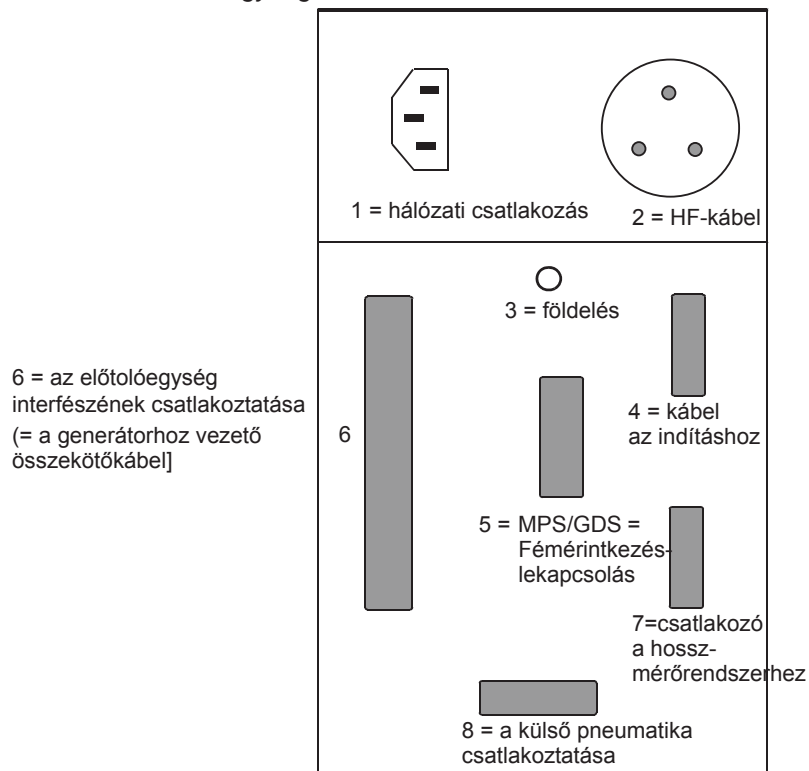 1 = hálózati csatlakozás
2 = HF-kábel
3 = földelés
4 = kábel
az indításhoz
6 = az előtolóegység
interfészének csatlakoztatása
(= a generátorhoz vezető
összekötőkábel]
6
5 = MPS/GDS =
Fémérintkezés-
lekapcsolás
7=csatlakozó
a hossz-
mérőrendszerhez
8 = a külső pneumatika
csatlakoztatása